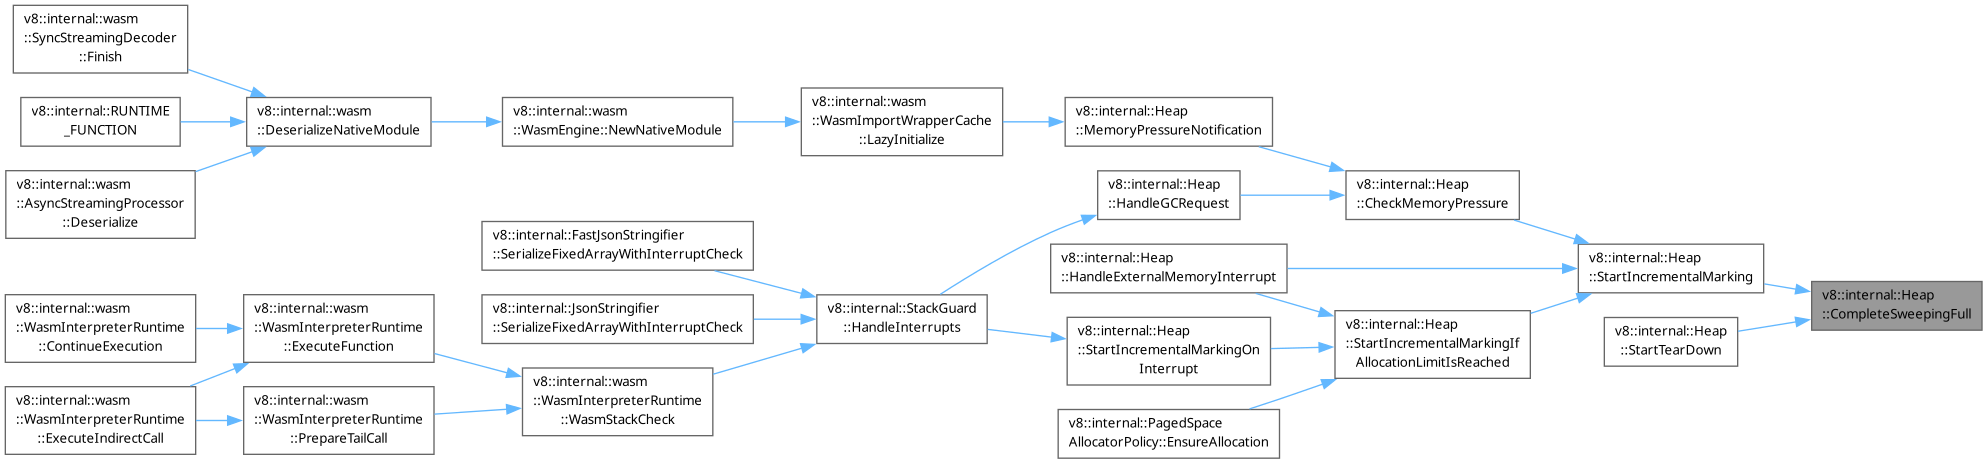 v8::internal::wasm
::SyncStreamingDecoder
::Finish
v8::internal::RUNTIME
_FUNCTION
v8::internal::wasm
::AsyncStreamingProcessor
::Deserialize
v8::internal::wasm
::DeserializeNativeModule
v8::internal::wasm
::WasmEngine::NewNativeModule
v8::internal::wasm
::WasmImportWrapperCache
::LazyInitialize
v8::internal::Heap
::MemoryPressureNotification
v8::internal::Heap
::HandleGCRequest
v8::internal::Heap
::CheckMemoryPressure
v8::internal::FastJsonStringifier
::SerializeFixedArrayWithInterruptCheck
v8::internal::JsonStringifier
::SerializeFixedArrayWithInterruptCheck
v8::internal::Heap
::HandleExternalMemoryInterrupt
v8::internal::Heap
::StartIncrementalMarking
v8::internal::Heap
::CompleteSweepingFull
v8::internal::wasm
::WasmInterpreterRuntime
::ContinueExecution
v8::internal::wasm
::WasmInterpreterRuntime
::ExecuteFunction
v8::internal::StackGuard
::HandleInterrupts
v8::internal::Heap
::StartIncrementalMarkingOn
Interrupt
v8::internal::Heap
::StartIncrementalMarkingIf
AllocationLimitIsReached
v8::internal::Heap
::StartTearDown
v8::internal::wasm
::WasmInterpreterRuntime
::ExecuteIndirectCall
v8::internal::wasm
::WasmInterpreterRuntime
::PrepareTailCall
v8::internal::wasm
::WasmInterpreterRuntime
::WasmStackCheck
v8::internal::PagedSpace
AllocatorPolicy::EnsureAllocation